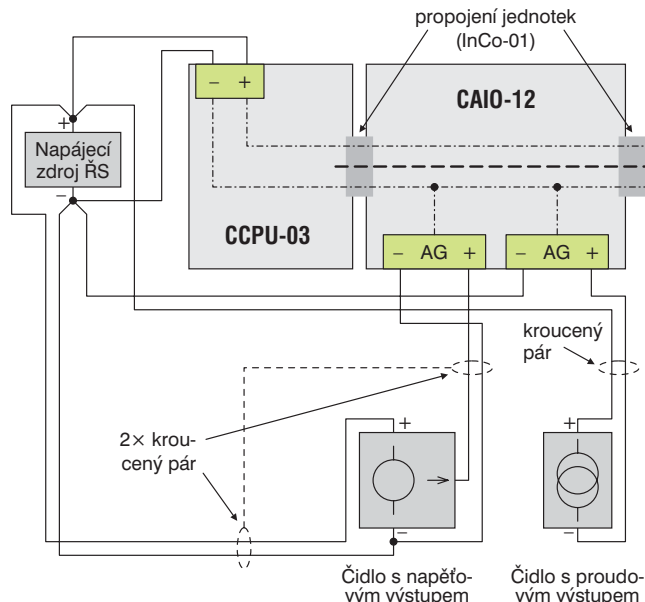 propojení jednotek
(InCo-01)
− +
CAIO-12
+
Napájecí
zdroj ŘS
−
CCPU-03
− AG +
− AG +
kroucený
pár
2× krou-
cený pár
+
−
+
−
Čidlo s napěťo-
vým výstupem
Čidlo s proudo-
vým výstupem